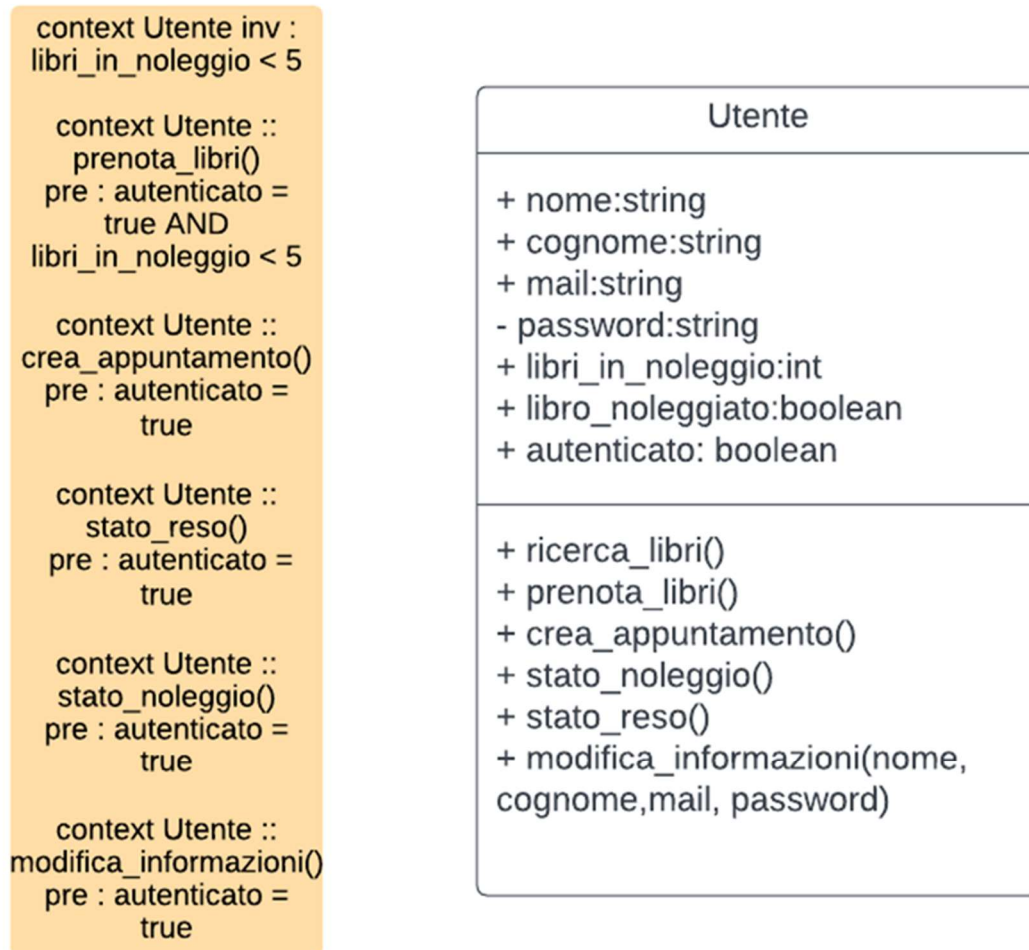 context Utente inv :
libri_in_noleggio < 5
context Utente ::
prenota_libri()
pre : autenticato =
true AND
libri_in_noleggio < 5
context Utente ::
crea_appuntamento()
pre : autenticato =
true
context Utente ::
stato_reso()
pre : autenticato =
true
context Utente ::
stato_noleggio()
pre : autenticato =
true
context Utente ::
modifica_informazioni()
pre : autenticato =
true
Utente
+ nome:string
+ cognome:string
+ mail:string
- password:string
+ libri_in_noleggio:int
+ libro_noleggiato:boolean
+ autenticato: boolean
+ ricerca_libri()
+ prenota_libri()
+ crea_appuntamento()
+ stato_noleggio()
+ stato_reso()
+ modifica_informazioni(nome,
cognome,mail, password)